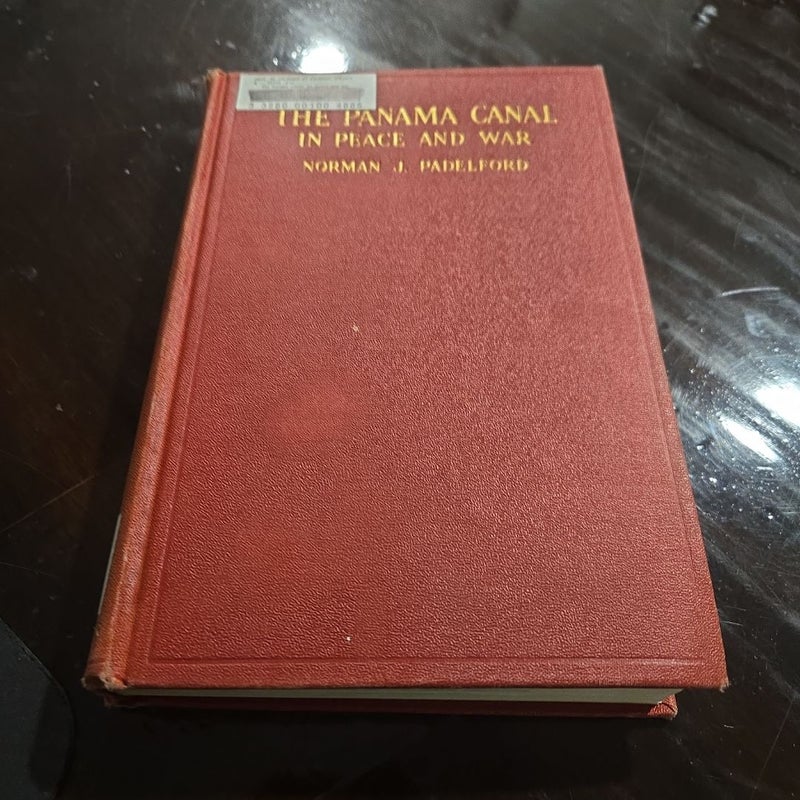 THE PANAMA CANAL
IN PEACE AND WAR
NORMAN J. PADELFORD